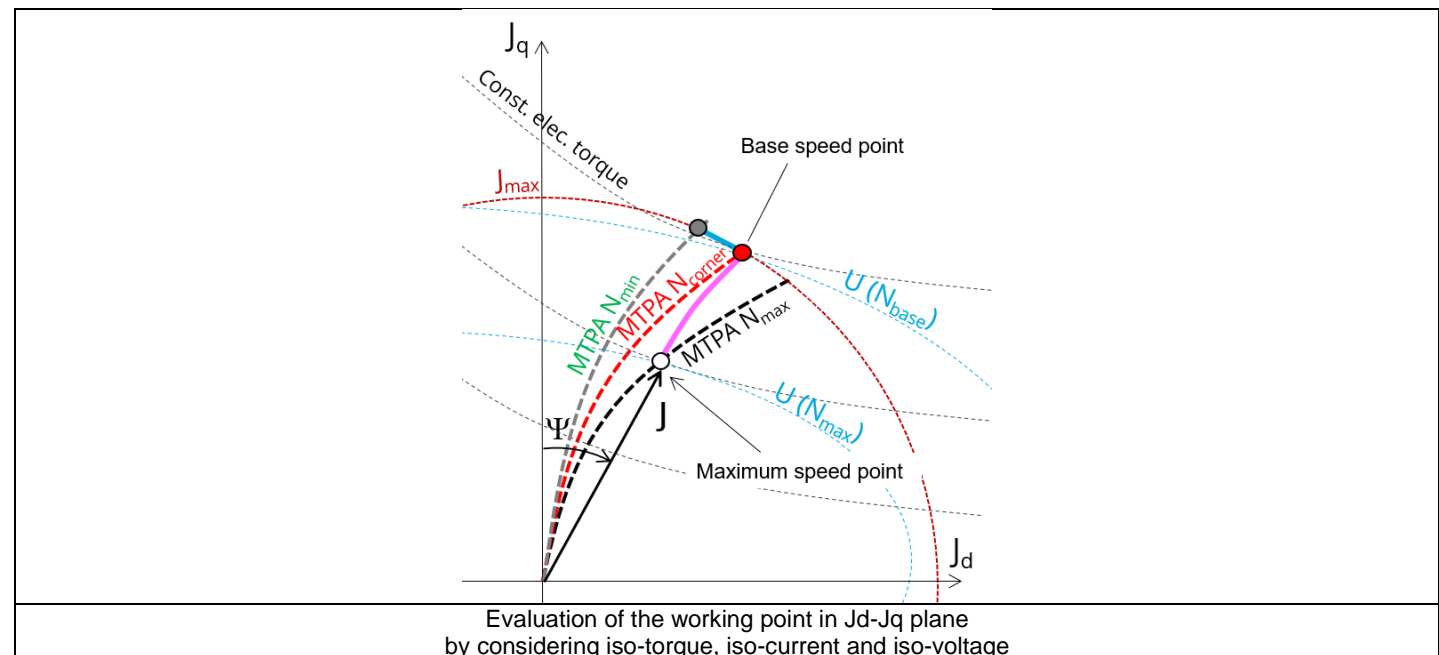 Jq
Const. elec. torque
Base speed point
Jmax
MTPA Nmin
MTPA Ncorner
U (Nbase)
MTPA Nmax
U (Nmax)
J
Ψ
Maximum speed point
Jd
Evaluation of the working point in Jd-Jq plane
by considering iso-torque, iso-current and iso-voltage